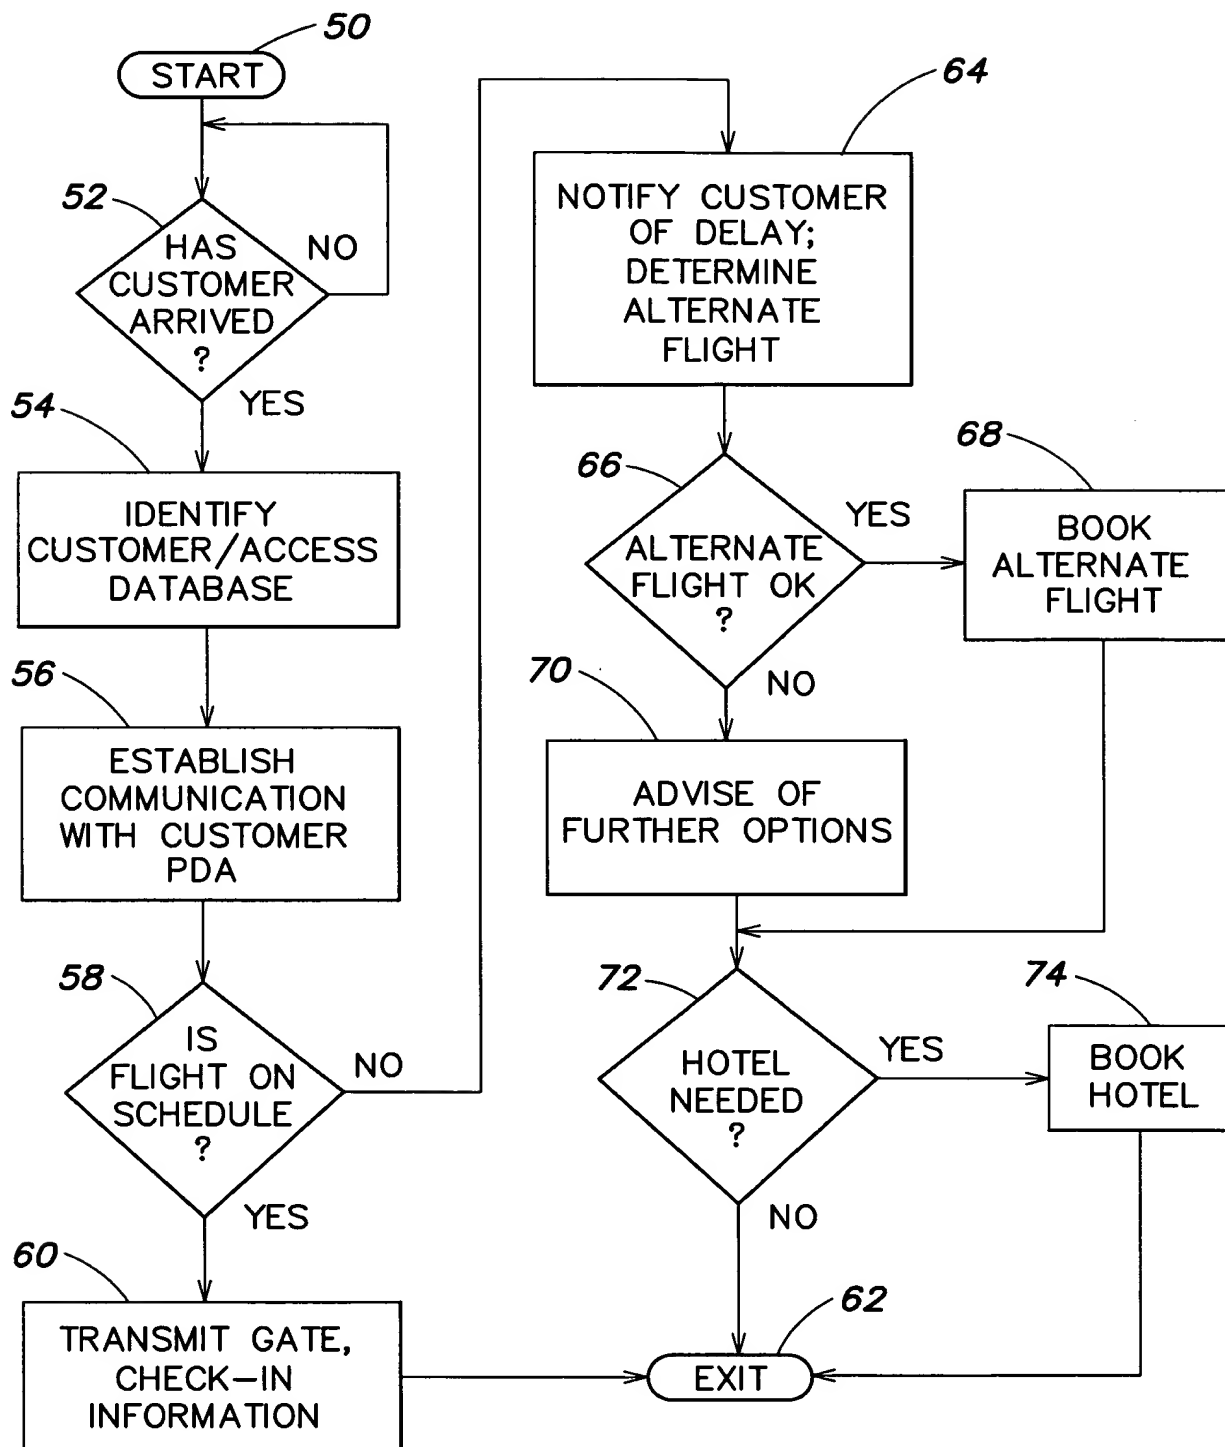 50
START
52
HAS
CUSTOMER
ARRIVED
?
NO
YES
54
IDENTIFY
CUSTOMER/ACCESS
DATABASE
56
ESTABLISH
COMMUNICATION
WITH CUSTOMER
PDA
58
IS
FLIGHT ON
SCHEDULE
?
NO
YES
60
TRANSMIT GATE,
CHECK-IN
INFORMATION
64
NOTIFY CUSTOMER
OF DELAY;
DETERMINE
ALTERNATE
FLIGHT
66
ALTERNATE
FLIGHT OK
?
YES
NO
68
BOOK
ALTERNATE
FLIGHT
70
ADVISE OF
FURTHER OPTIONS
72
HOTEL
NEEDED
?
YES
NO
74
BOOK
HOTEL
62
EXIT